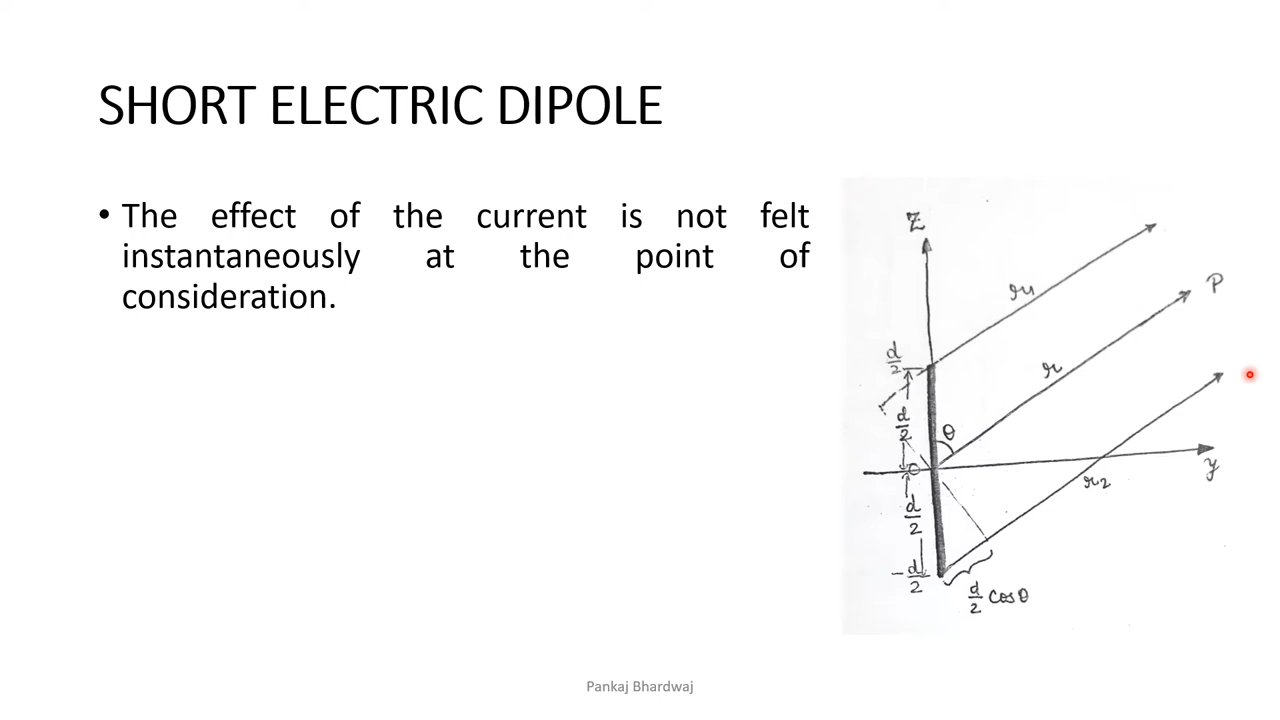 SHORT ELECTRIC DIPOLE
• The effect of the current is not felt
instantaneously at the point of
consideration.
Z
r1
P
d/2
r
d/2
θ
O
y
r2
d/2
-d/2
d/2 Cosθ
Pankaj Bhardwaj